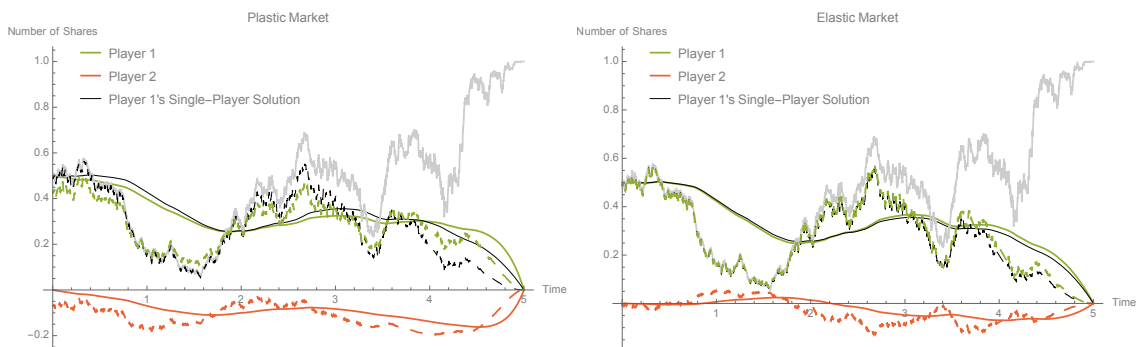 Plastic Market
Number of Shares
Player 1
Player 2
Player 1's Single-Player Solution
1.0
0.8
0.6
0.4
0.2
-0.2
1
2
3
4
5
Time
Elastic Market
Number of Shares
Player 1
Player 2
Player 1's Single-Player Solution
1.0
0.8
0.6
0.4
0.2
1
2
3
4
5
Time